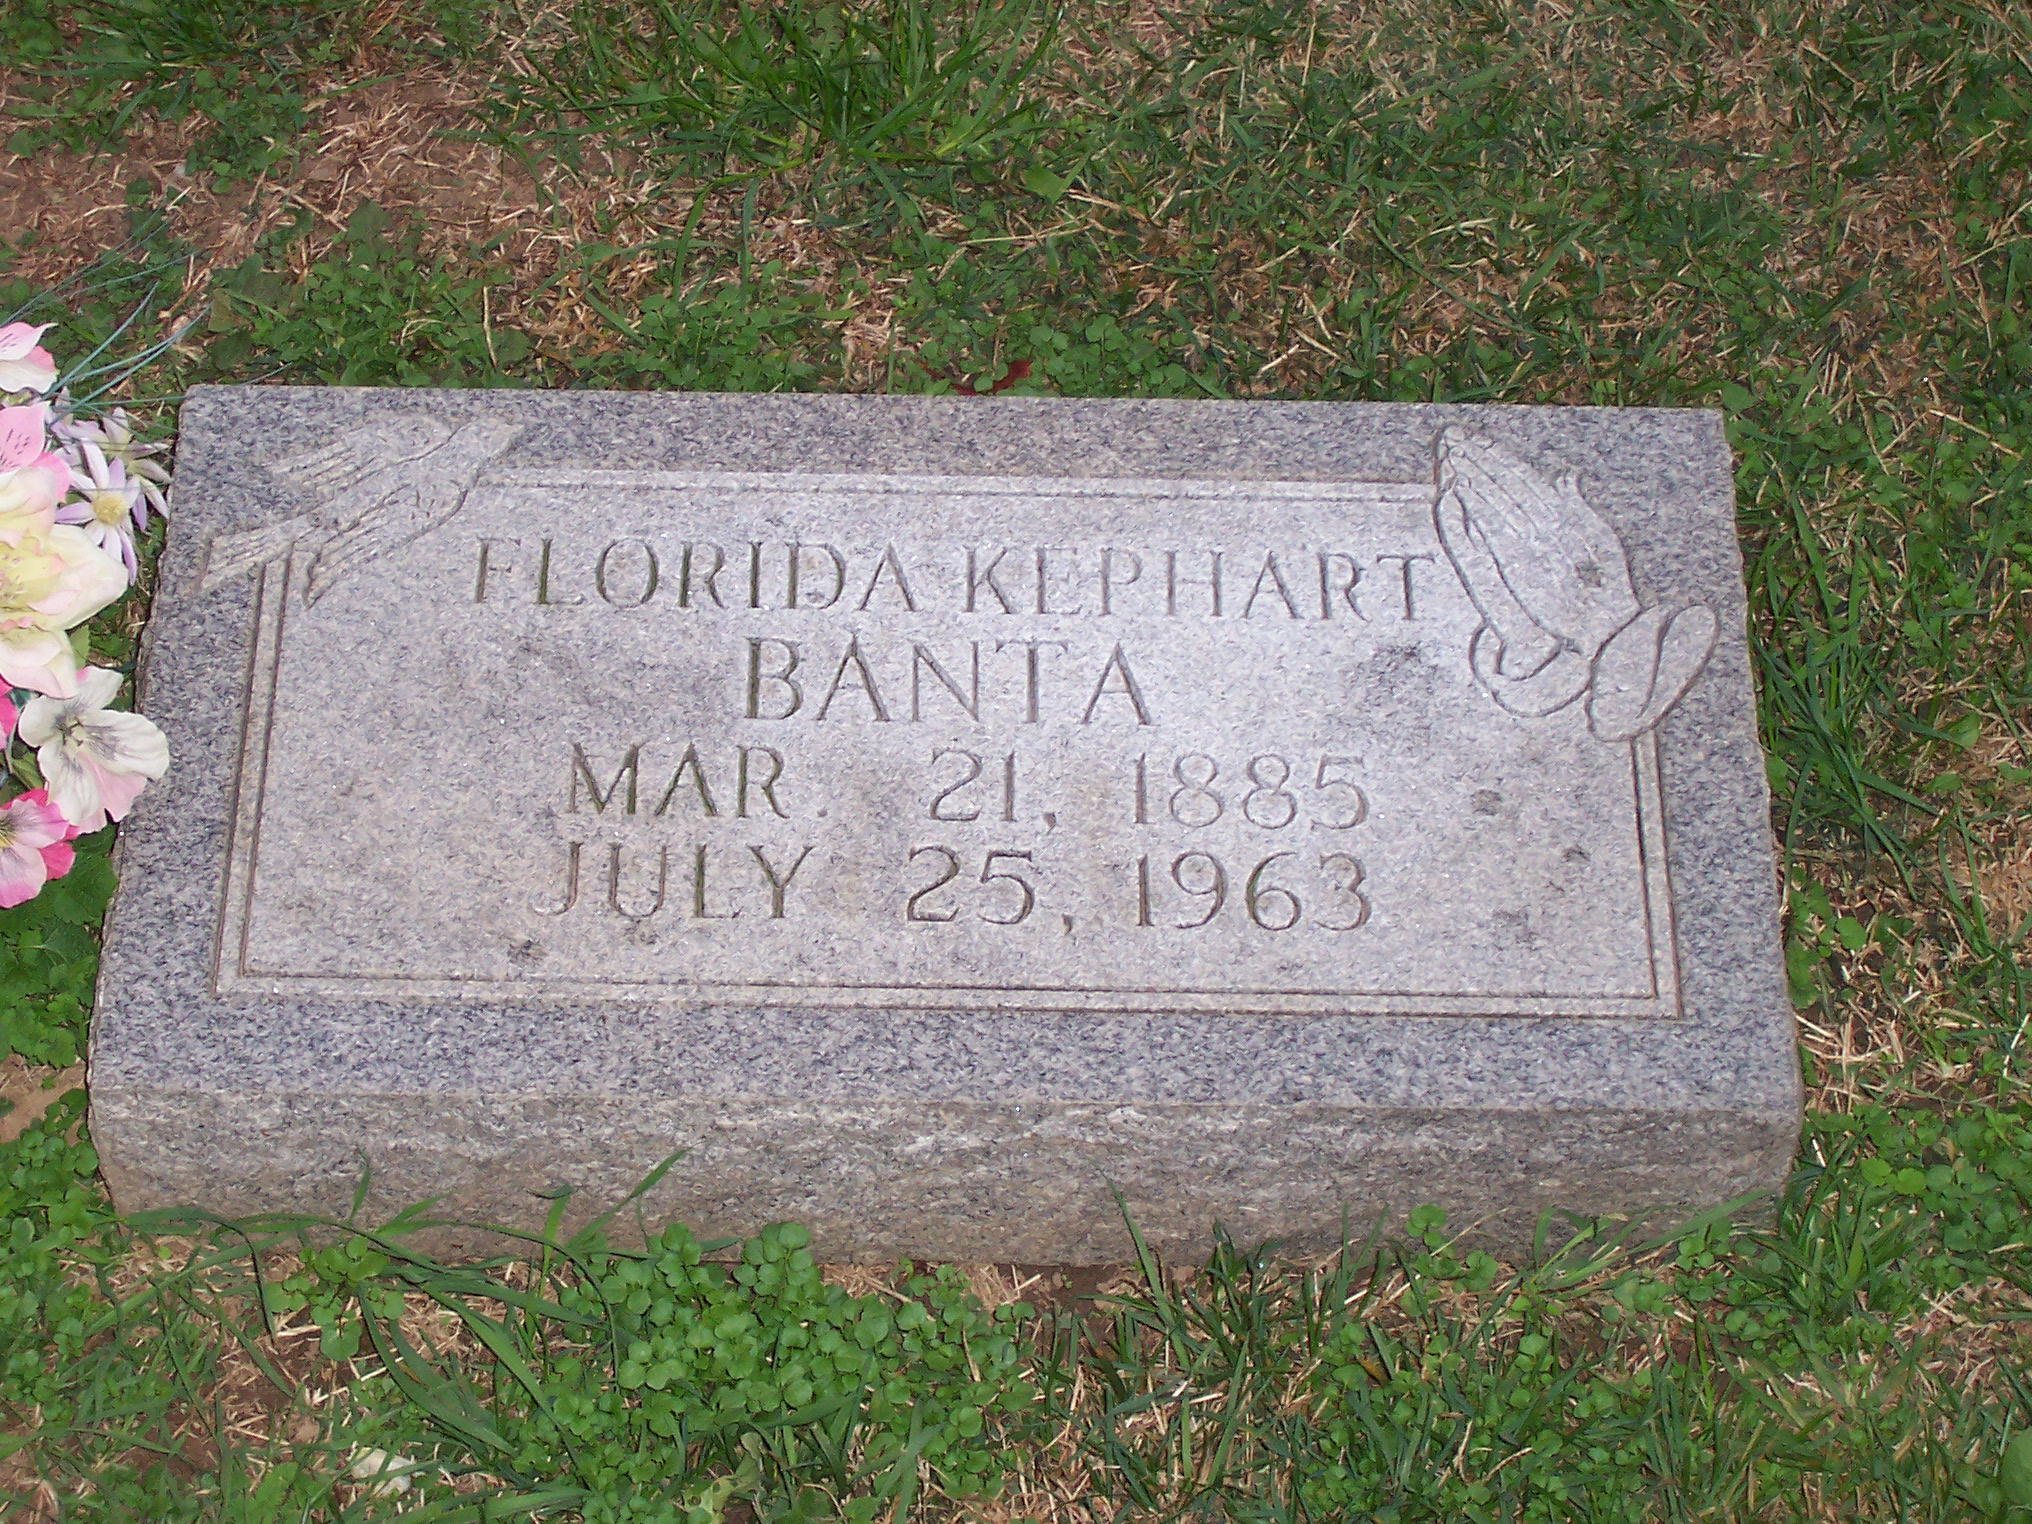 FLORIDA KEPHART
BANTA
MAR. 21, 1885
JULY 25, 1963